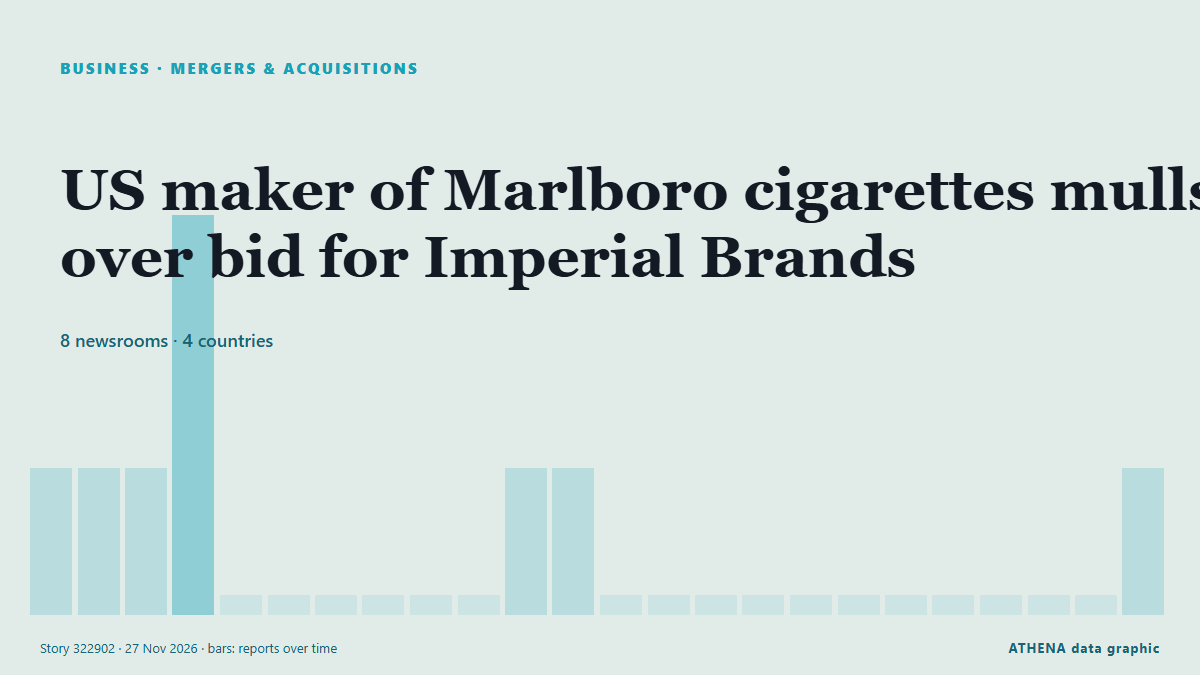 BUSINESS · MERGERS & ACQUISITIONS
US maker of Marlboro cigarettes mulls
over bid for Imperial Brands
8 newsrooms · 4 countries
Story 322902 · 27 Nov 2026 · bars: reports over time
ATHENA data graphic